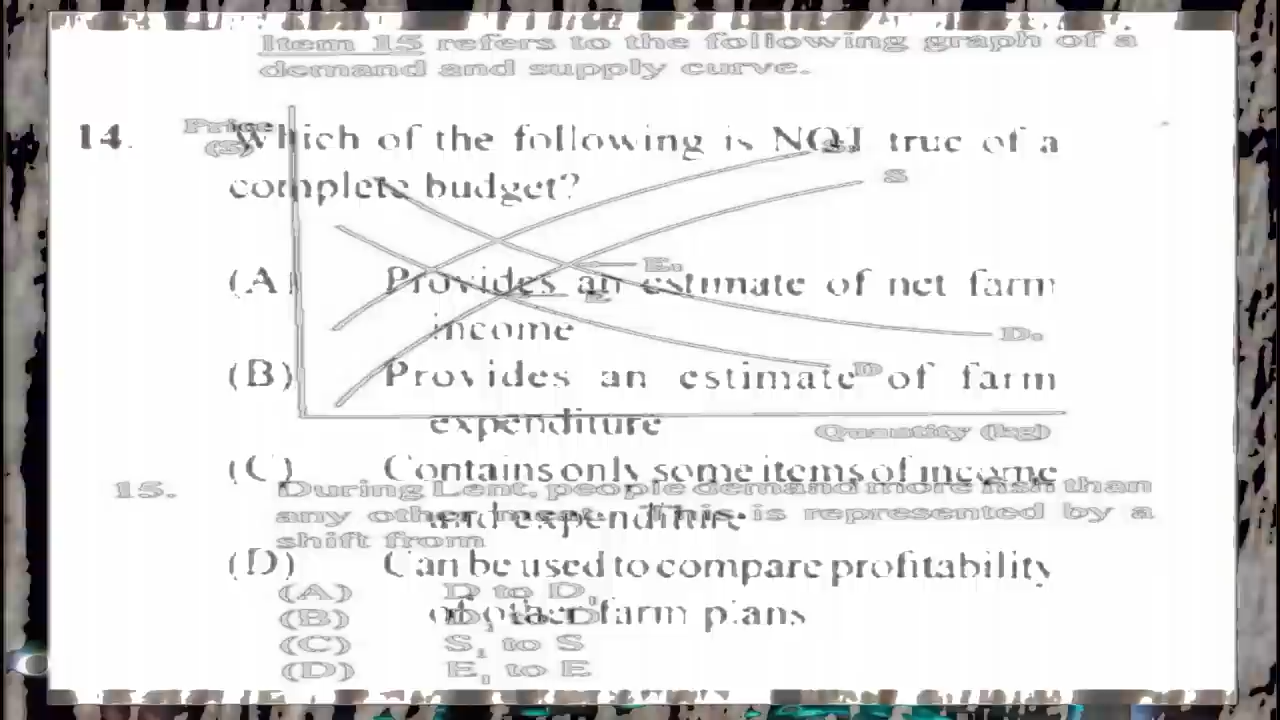 Item 15 refers to the following graph of a
demand and supply curve.
Price
($)
14. Which of the following is NOT true of a
complete budget?
S
E₁
(A) Provides an estimate of net farm
income
E
D₁
(B) Provides an estimate of farm
expenditure
D
Quantity (kg)
(C) Contains only some items of income
and expenditure
15. During Lent, people demand more fish than
any other meat. This is represented by a
shift from
(D) Can be used to compare profitability
of other farm plans
(A) D to D₁
(B) D₁ to D
(C) S₁ to S
(D) E₁ to E